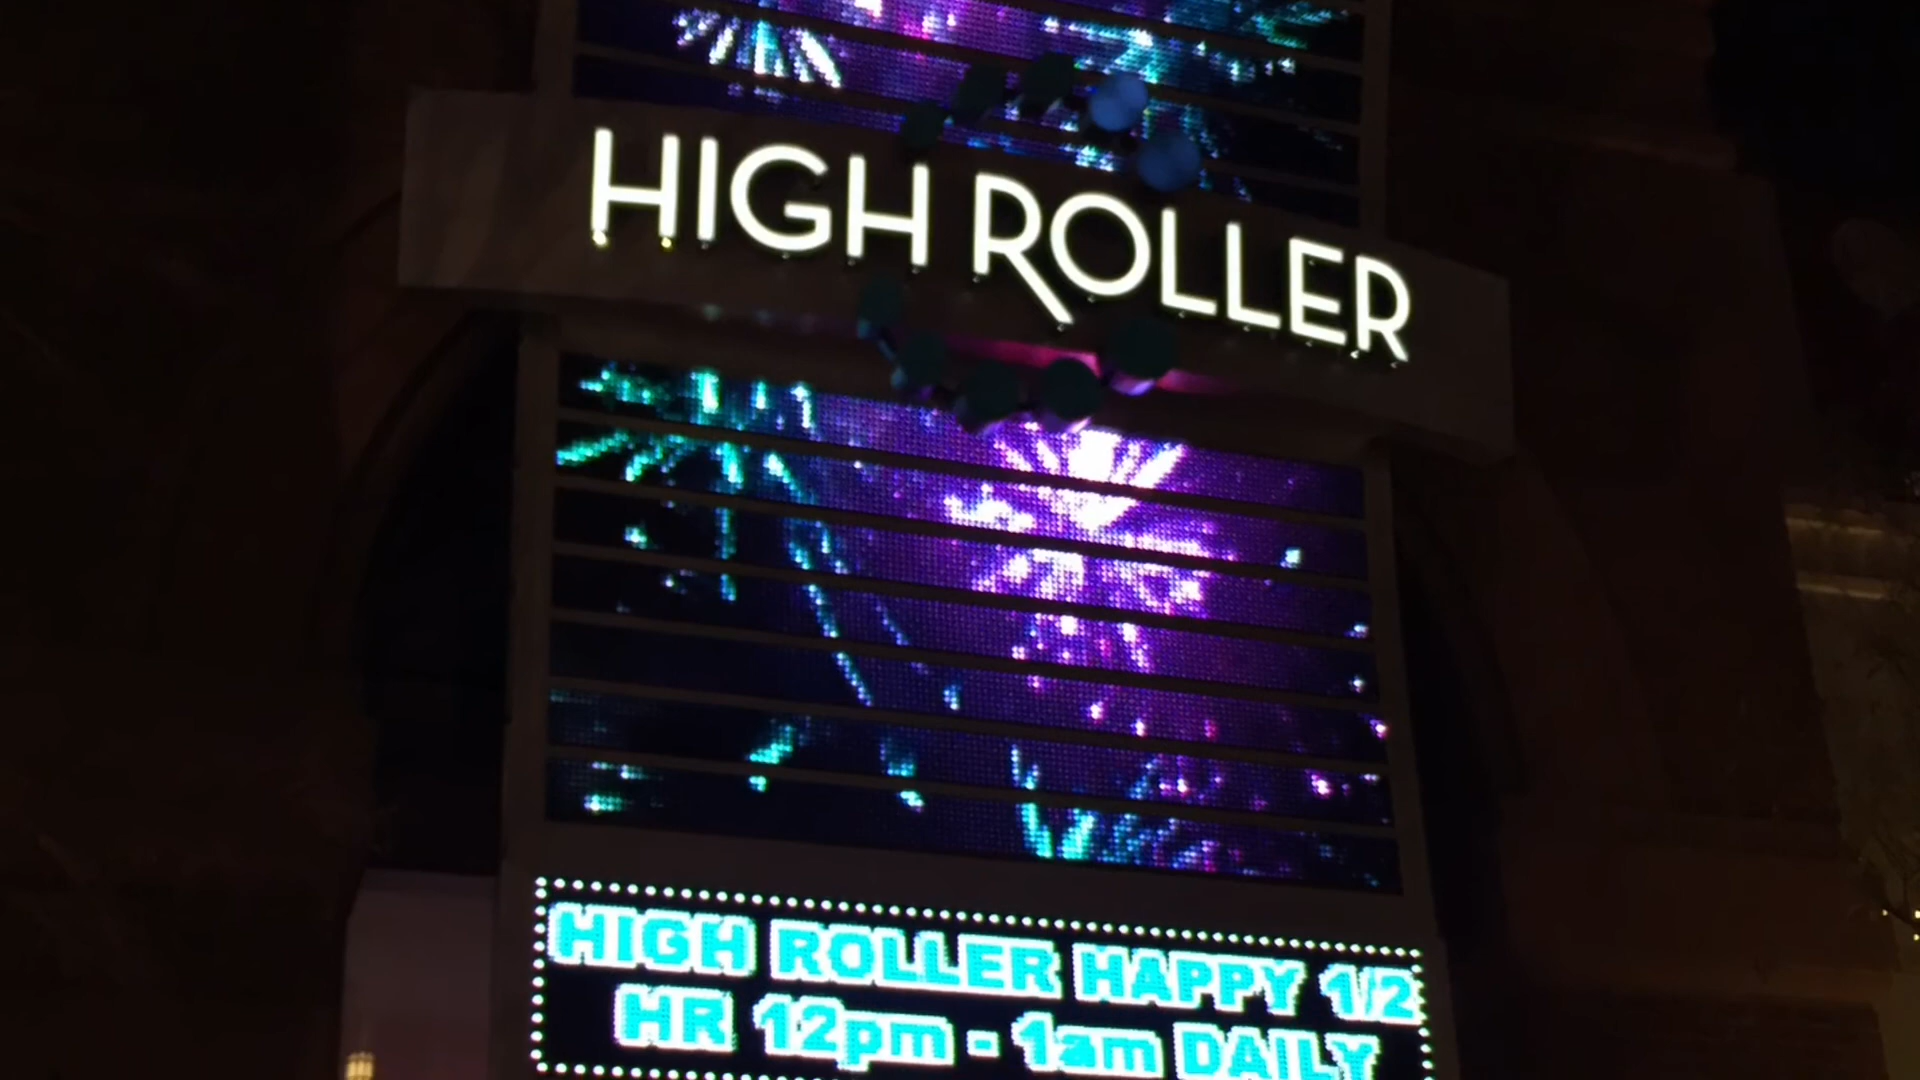 HIGH ROLLER
HIGH ROLLER HAPPY 1/2
HR 12pm - 1am DAILY